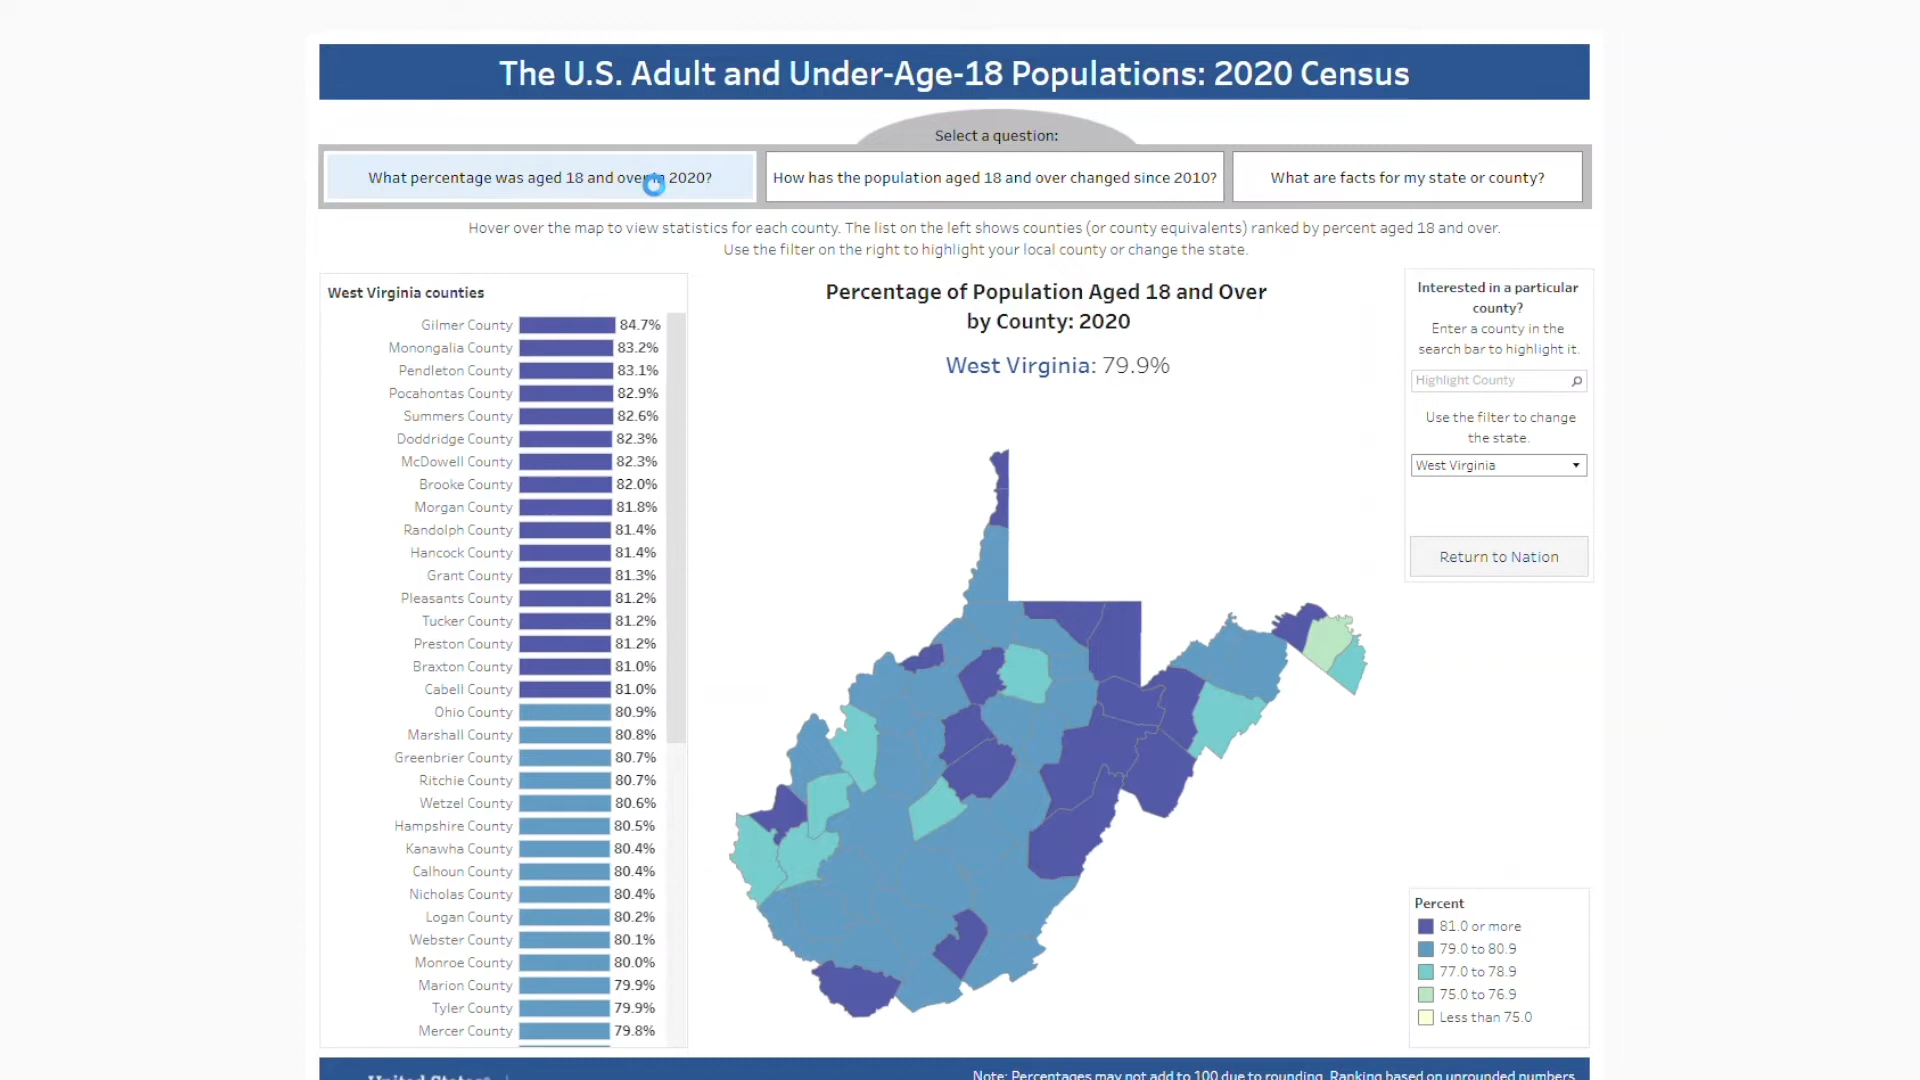 The U.S. Adult and Under-Age-18 Populations: 2020 Census
Select a question:
What percentage was aged 18 and over in 2020?
How has the population aged 18 and over changed since 2010?
What are facts for my state or county?
Hover over the map to view statistics for each county. The list on the left shows counties (or county equivalents) ranked by percent aged 18 and over.
Use the filter on the right to highlight your local county or change the state.
West Virginia counties
Gilmer County 84.7%
Monongalia County 83.2%
Pendleton County 83.1%
Pocahontas County 82.9%
Summers County 82.6%
Doddridge County 82.3%
McDowell County 82.3%
Brooke County 82.0%
Morgan County 81.8%
Randolph County 81.4%
Hancock County 81.4%
Grant County 81.3%
Pleasants County 81.2%
Tucker County 81.2%
Preston County 81.2%
Braxton County 81.0%
Cabell County 81.0%
Ohio County 80.9%
Marshall County 80.8%
Greenbrier County 80.7%
Ritchie County 80.7%
Wetzel County 80.6%
Hampshire County 80.5%
Kanawha County 80.4%
Calhoun County 80.4%
Nicholas County 80.4%
Logan County 80.2%
Webster County 80.1%
Monroe County 80.0%
Marion County 79.9%
Tyler County 79.9%
Mercer County 79.8%
Percentage of Population Aged 18 and Over
by County: 2020
West Virginia: 79.9%
Interested in a particular
county?
Enter a county in the
search bar to highlight it.
Highlight County
Use the filter to change
the state.
West Virginia
Return to Nation
Percent
81.0 or more
79.0 to 80.9
77.0 to 78.9
75.0 to 76.9
Less than 75.0
United States
Note: Percentages may not add to 100 due to rounding. Ranking based on unrounded numbers.